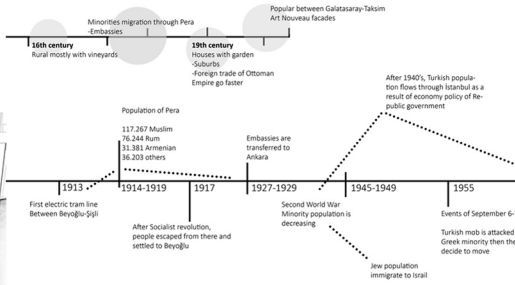 Popular between Galatasaray-Taksim
Art Nouveau facades
Minorities migration through Pera
-Embassies
16th century
Rural mostly with vineyards
19th century
Houses with garden
-Suburbs
-Foreign trade of Ottoman
Empire go faster
After 1940's, Turkish popula-
tion flows through İstanbul as a
result of economy policy of Re-
public government
Population of Pera
117.267 Muslim
76.244 Rum
31.381 Armenian
36.203 others
Embassies are
transferred to
Ankara
1913
1914-1919
1917
1927-1929
1945-1949
1955
First electric tram line
Between Beyoğlu-Şişli
After Socialist revolution,
people escaped from there and
settled to Beyoğlu
Second World War
Minority population is
decreasing
Events of September 6-
Turkish mob is attacked
Greek minority then the
decide to move
Jew population
immigrate to Israil